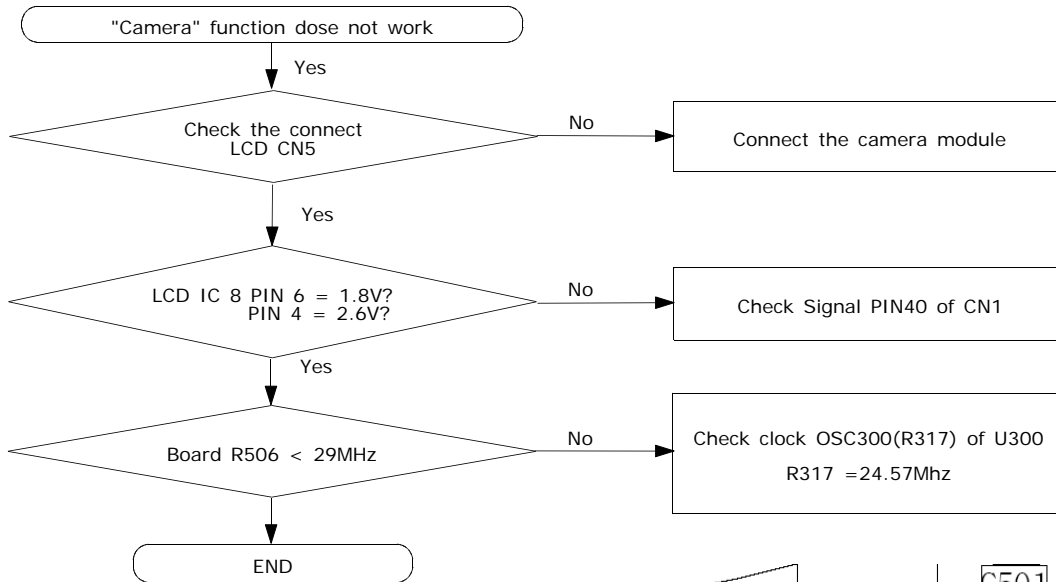 "Camera" function dose not work
Yes
Check the connect
LCD CN5
No
Connect the camera module
Yes
LCD IC 8 PIN 6 = 1.8V?
PIN 4 = 2.6V?
No
Check Signal PIN40 of CN1
Yes
Board R506 < 29MHz
No
Check clock OSC300(R317) of U300
R317 =24.57Mhz
END